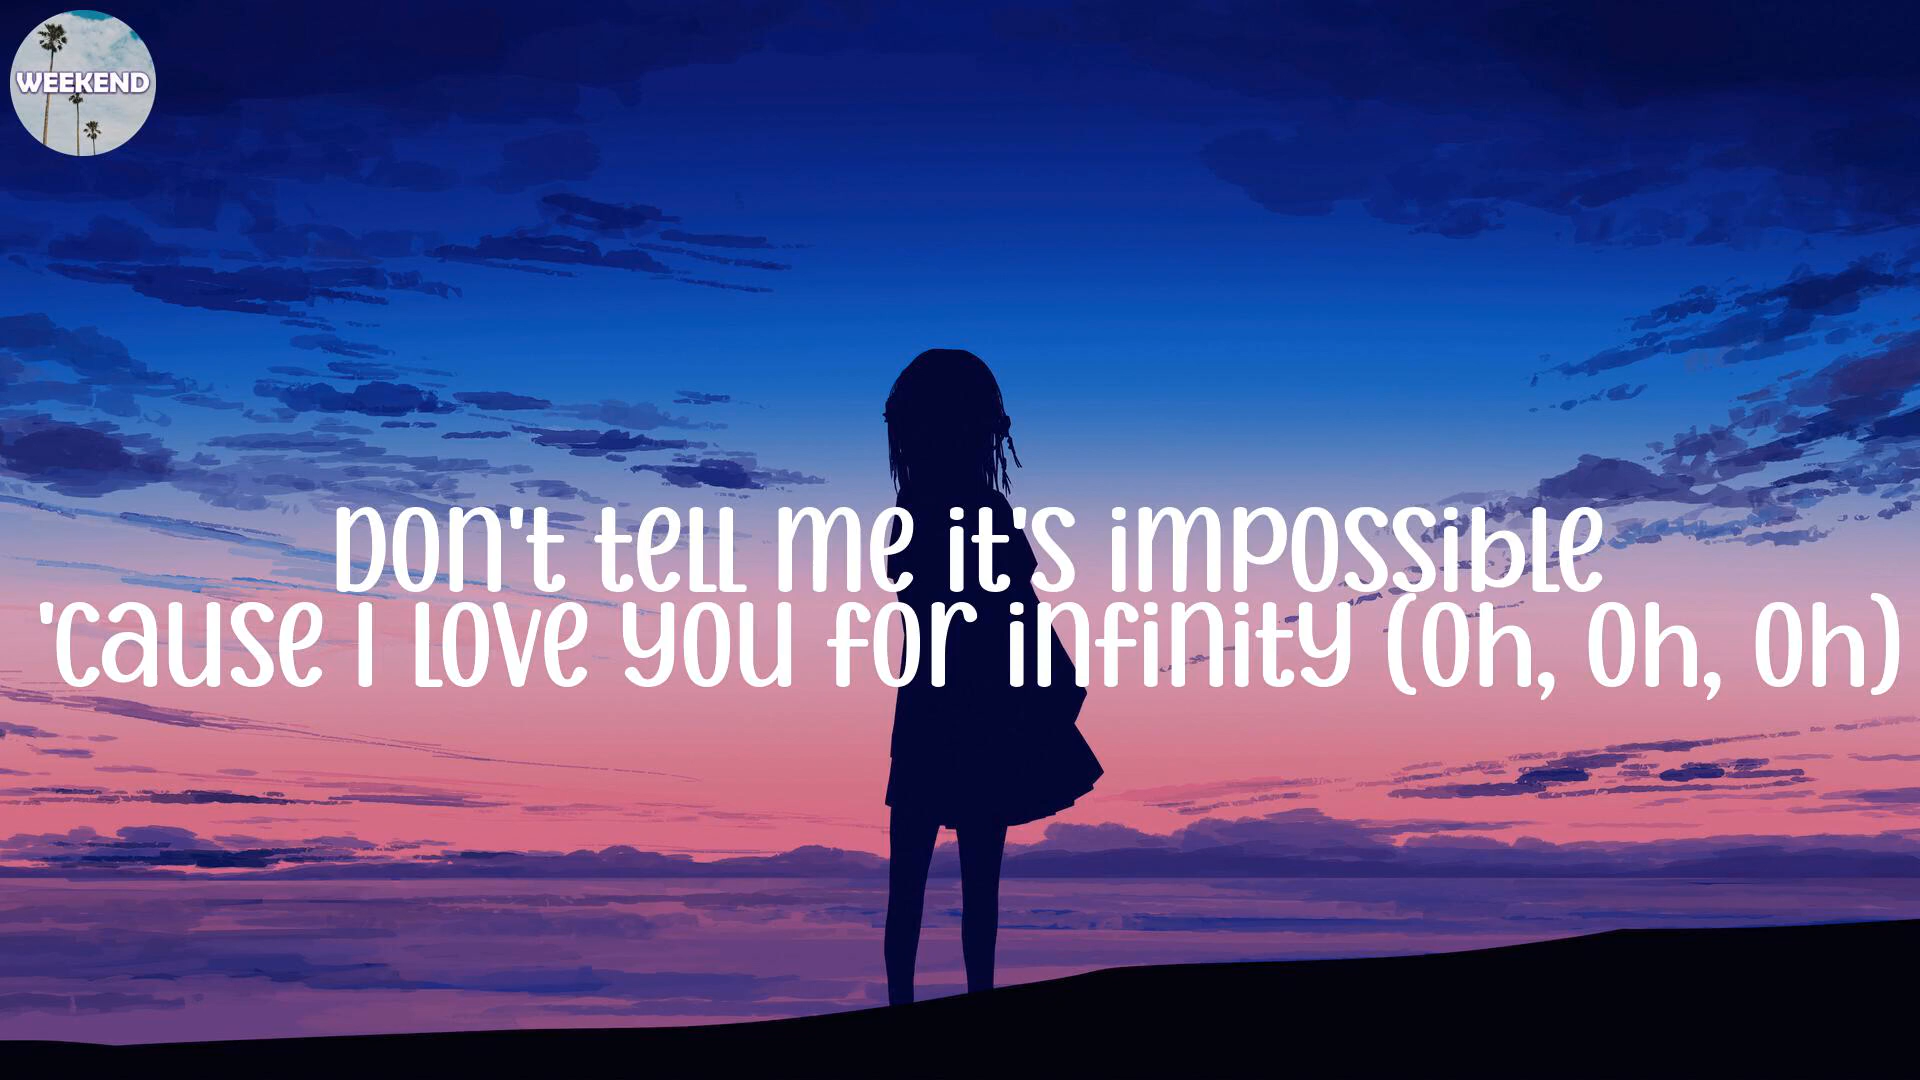 WEEKEND
Don't tell me it's impossible
'cause I love you for infinity (Oh, Oh, Oh)